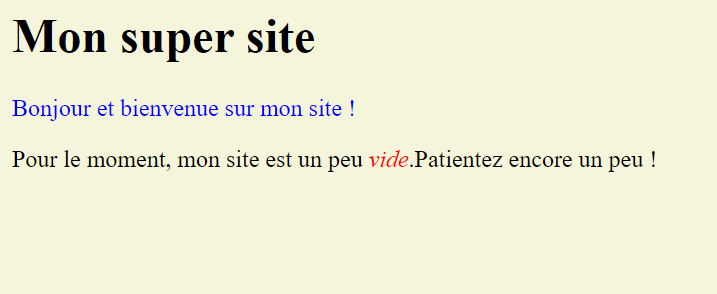 Mon super site
Bonjour et bienvenue sur mon site !
Pour le moment, mon site est un peu vide.Patientez encore un peu !